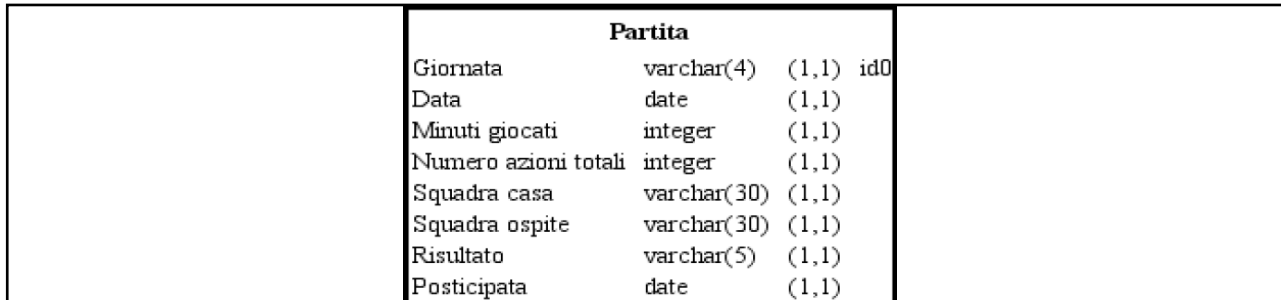 Partita
Giornata varchar(4) (1,1) id0
Data date (1,1)
Minuti giocati integer (1,1)
Numero azioni totali integer (1,1)
Squadra casa varchar(30) (1,1)
Squadra ospite varchar(30) (1,1)
Risultato varchar(5) (1,1)
Posticipata date (1,1)